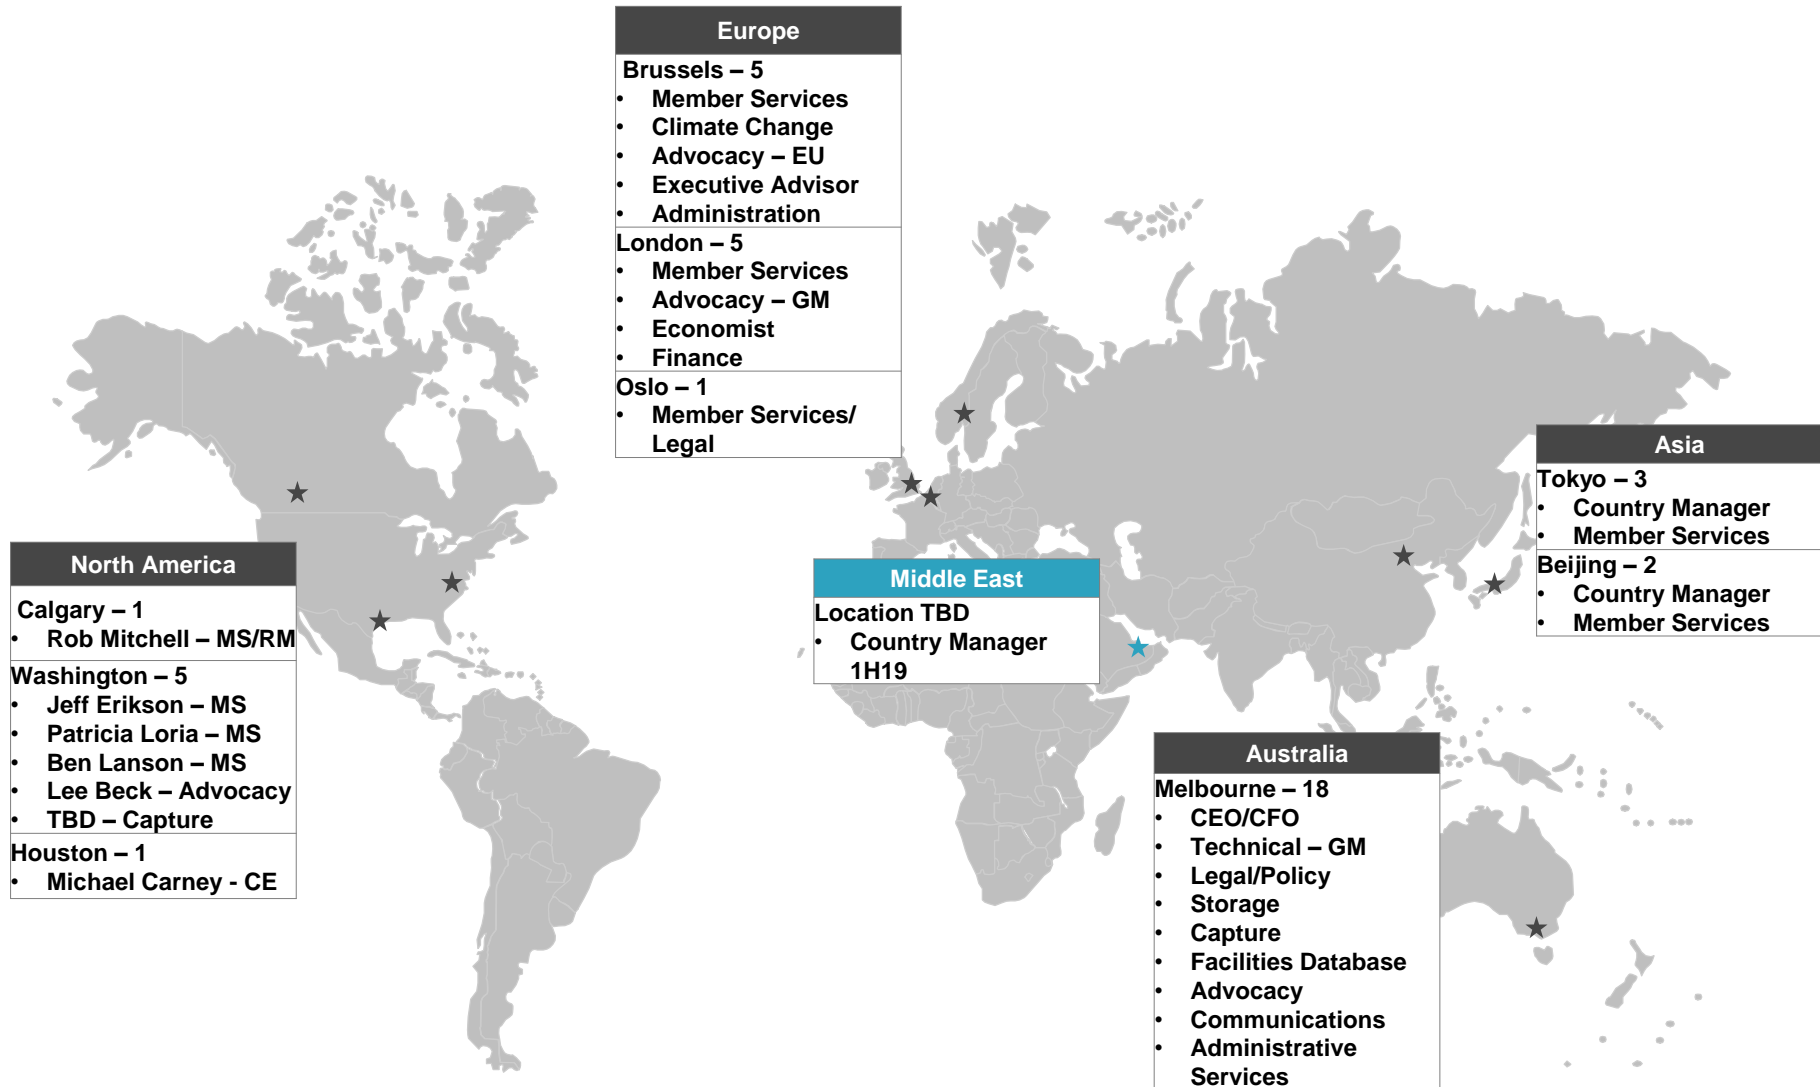 Europe
Brussels – 5
• Member Services
• Climate Change
• Advocacy – EU
• Executive Advisor
• Administration
London – 5
• Member Services
• Advocacy – GM
• Economist
• Finance
Oslo – 1
• Member Services/
Legal
North America
Calgary – 1
• Rob Mitchell – MS/RM
Washington – 5
• Jeff Erikson – MS
• Patricia Loria – MS
• Ben Lanson – MS
• Lee Beck – Advocacy
• TBD – Capture
Houston – 1
• Michael Carney - CE
Middle East
Location TBD
• Country Manager
1H19
Asia
Tokyo – 3
• Country Manager
• Member Services
Beijing – 2
• Country Manager
• Member Services
Australia
Melbourne – 18
• CEO/CFO
• Technical – GM
• Legal/Policy
• Storage
• Capture
• Facilities Database
• Advocacy
• Communications
• Administrative
Services